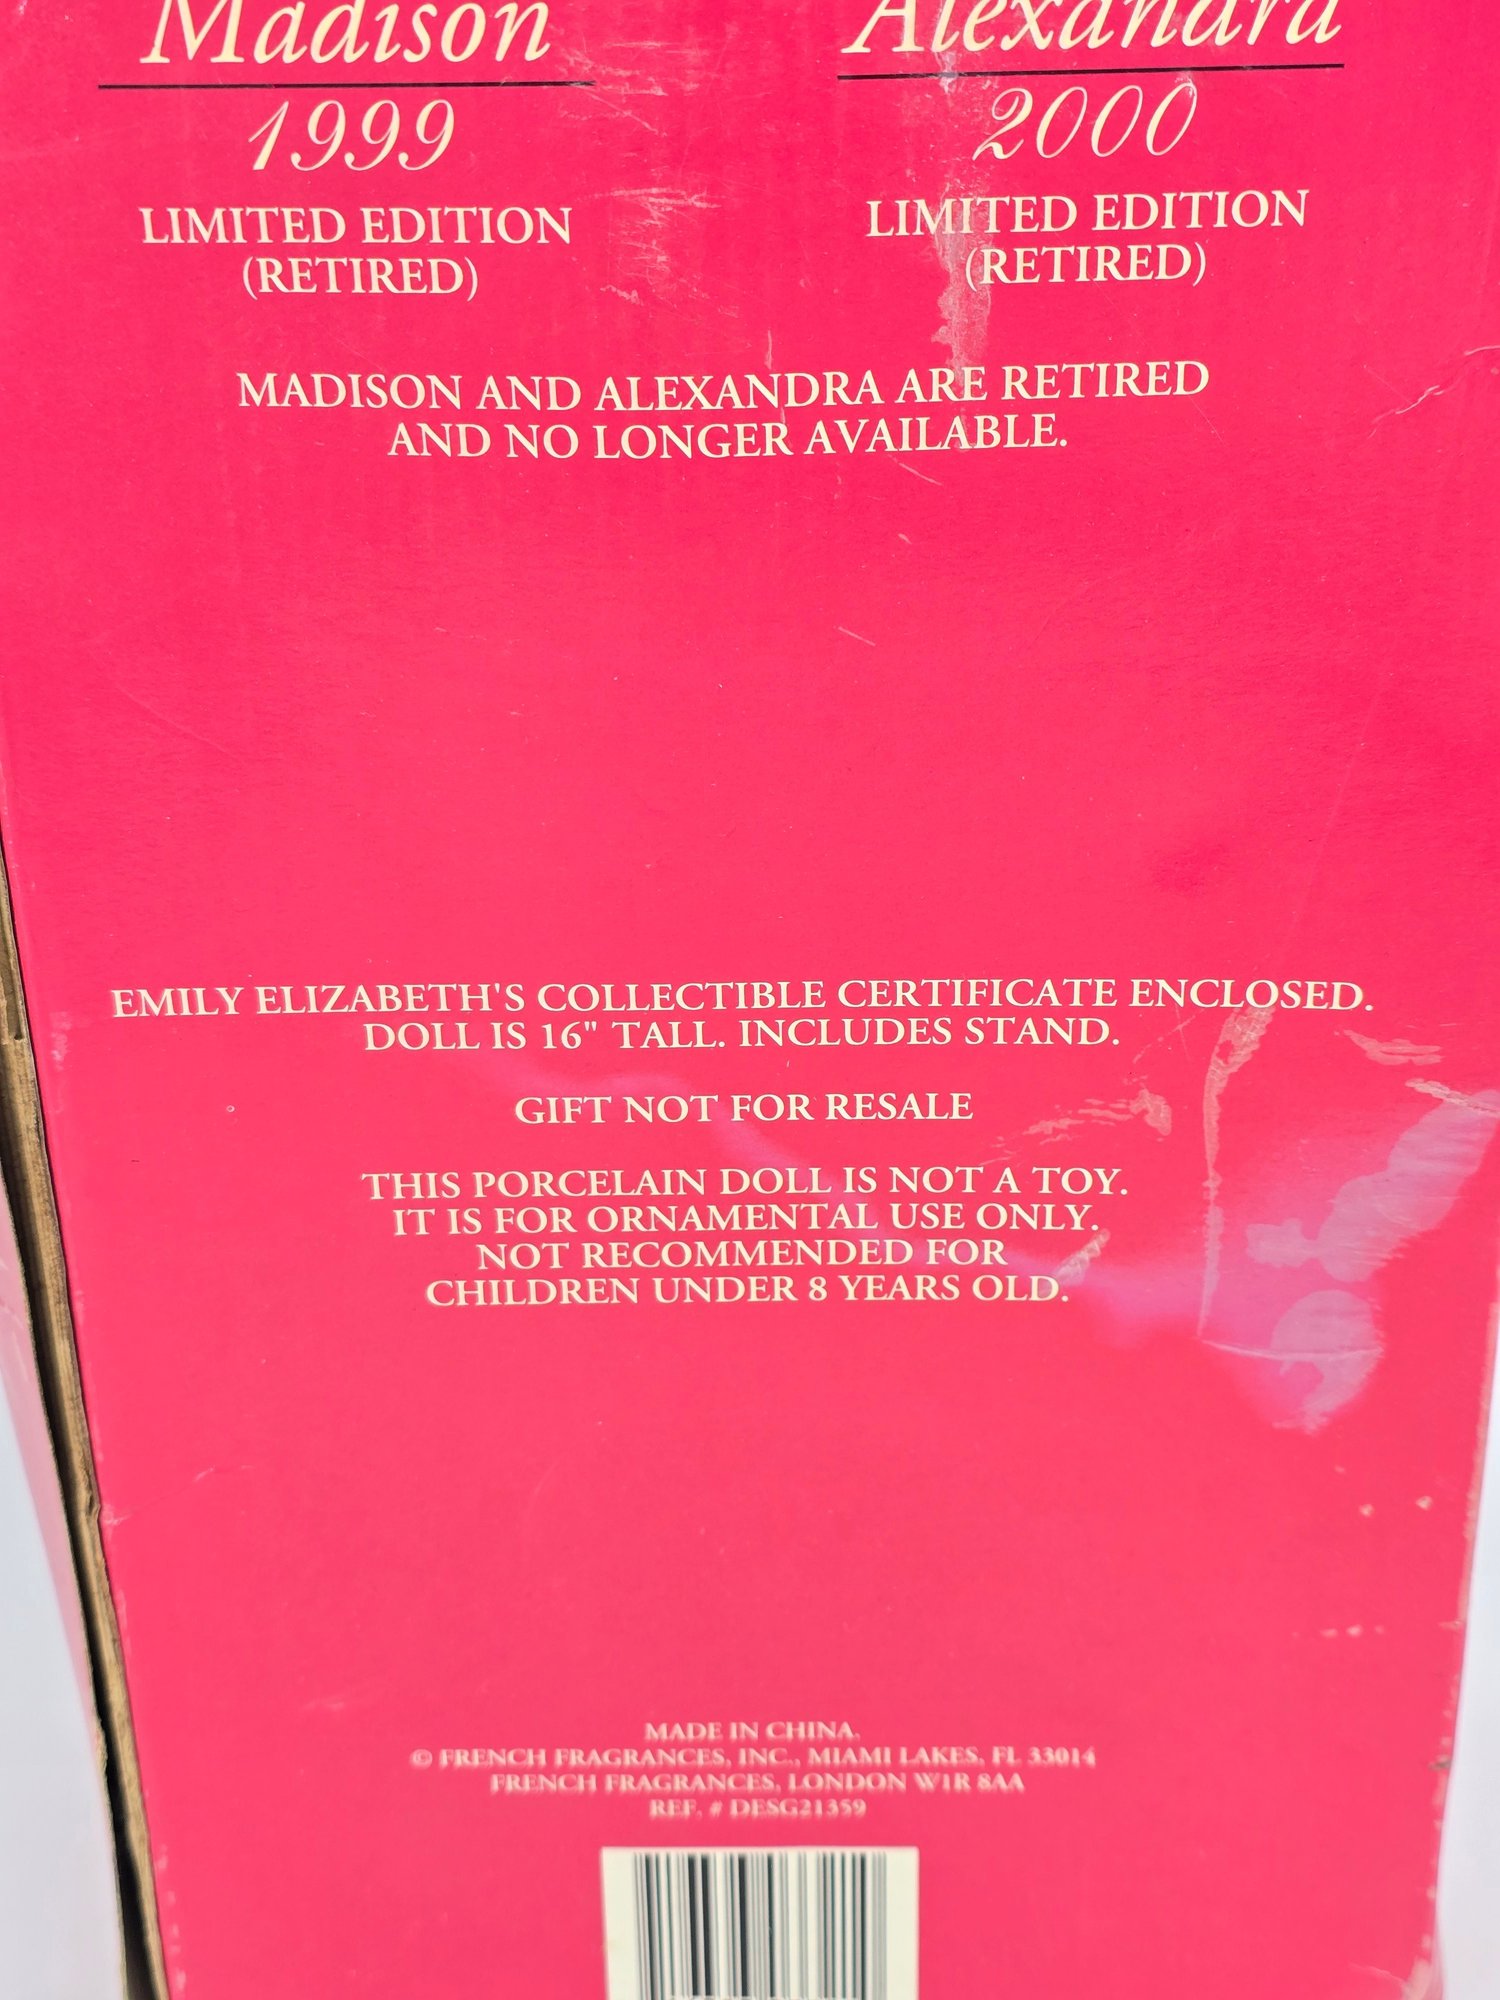 Madison Alexandra
1999 2000
LIMITED EDITION LIMITED EDITION
(RETIRED) (RETIRED)
MADISON AND ALEXANDRA ARE RETIRED
AND NO LONGER AVAILABLE.
EMILY ELIZABETH'S COLLECTIBLE CERTIFICATE ENCLOSED.
DOLL IS 16" TALL. INCLUDES STAND.
GIFT NOT FOR RESALE
THIS PORCELAIN DOLL IS NOT A TOY.
IT IS FOR ORNAMENTAL USE ONLY.
NOT RECOMMENDED FOR
CHILDREN UNDER 8 YEARS OLD.
MADE IN CHINA.
© FRENCH FRAGRANCES, INC., MIAMI LAKES, FL 33014
FRENCH FRAGRANCES, LONDON W1R 8AA
REF. # DESG21359